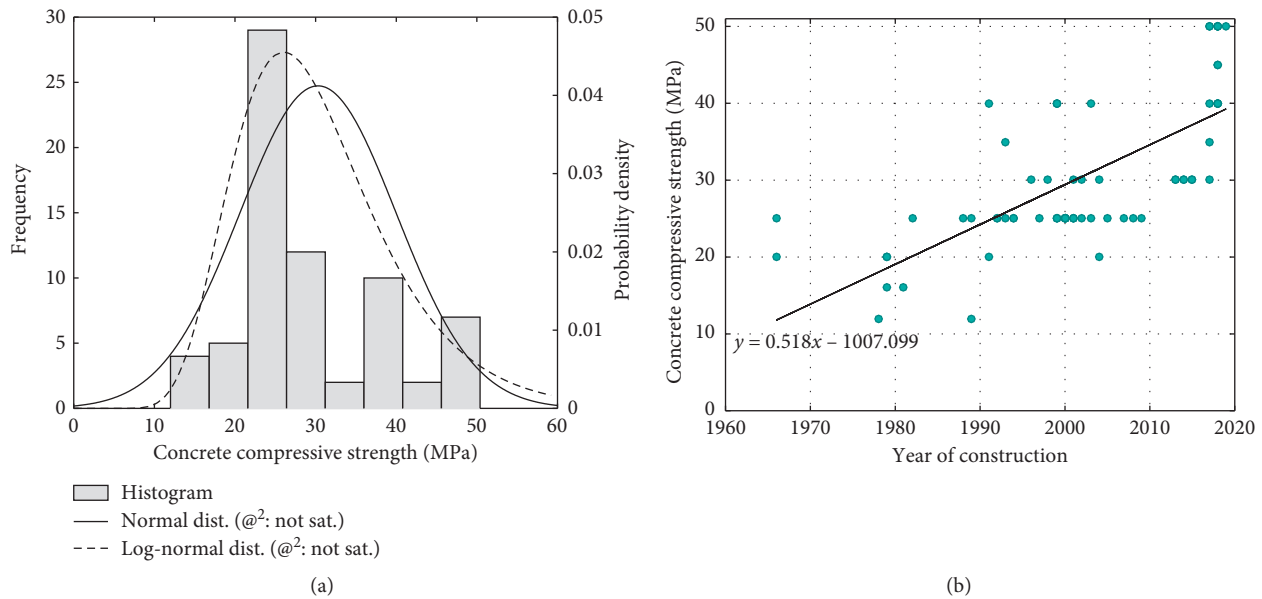 30
25
20
15
10
5
0
Frequency
0.05
0.04
0.03
0.02
0.01
0
Probability density
0 10 20 30 40 50 60
Concrete compressive strength (MPa)
Histogram
Normal dist. (@²: not sat.)
Log-normal dist. (@²: not sat.)
(a)
50
40
30
20
10
0
Concrete compressive strength (MPa)
y = 0.518x – 1007.099
1960 1970 1980 1990 2000 2010 2020
Year of construction
(b)